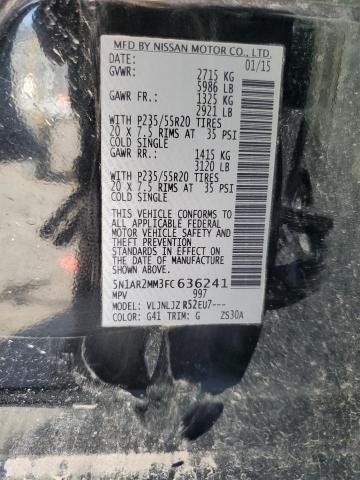 MFD BY NISSAN MOTOR CO., LTD.
01/15
GVWR: 2715 KG
5986 LB
GAWR FR.: 1325 KG
2921 LB
WITH P235/55R20 TIRES
20 x 7.5 RIMS AT 35 PSI
COLD SINGLE
GAWR RR: 1415 KG
3120 LB
WITH P235/55R20 TIRES
20 x 7.5 RIMS AT 35 PSI
COLD SINGLE
THIS VEHICLE CONFORMS TO
ALL APPLICABLE FEDERAL
MOTOR VEHICLE SAFETY
STANDARDS IN EFFECT ON
THE DATE OF MANUFACTURE
SHOWN ABOVE
5N1AR2MM3FC636241
MPV 997
MODEL: VLJNLJZ R52EU7---
COLOR: G41 TRIM: G ZS30A